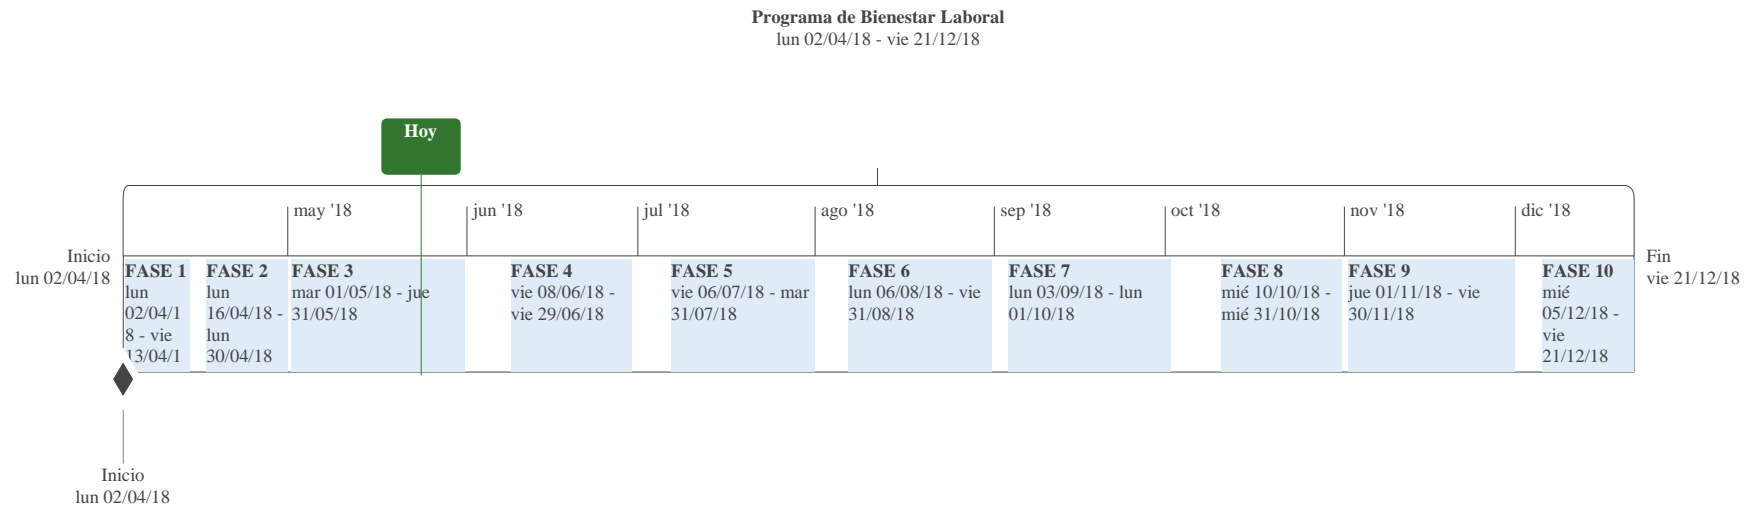 Programa de Bienestar Laboral
lun 02/04/18 - vie 21/12/18
Hoy
may '18
jun '18
jul '18
ago '18
sep '18
oct '18
nov '18
dic '18
Inicio
lun 02/04/18
FASE 1
lun
02/04/1
8 - vie
13/04/1
FASE 2
lun
16/04/18 -
lun
30/04/18
FASE 3
mar 01/05/18 - jue
31/05/18
FASE 4
vie 08/06/18 -
vie 29/06/18
FASE 5
vie 06/07/18 - mar
31/07/18
FASE 6
lun 06/08/18 - vie
31/08/18
FASE 7
lun 03/09/18 - lun
01/10/18
FASE 8
mié 10/10/18 -
mié 31/10/18
FASE 9
jue 01/11/18 - vie
30/11/18
FASE 10
mié
05/12/18 -
vie
21/12/18
Fin
vie 21/12/18
Inicio
lun 02/04/18